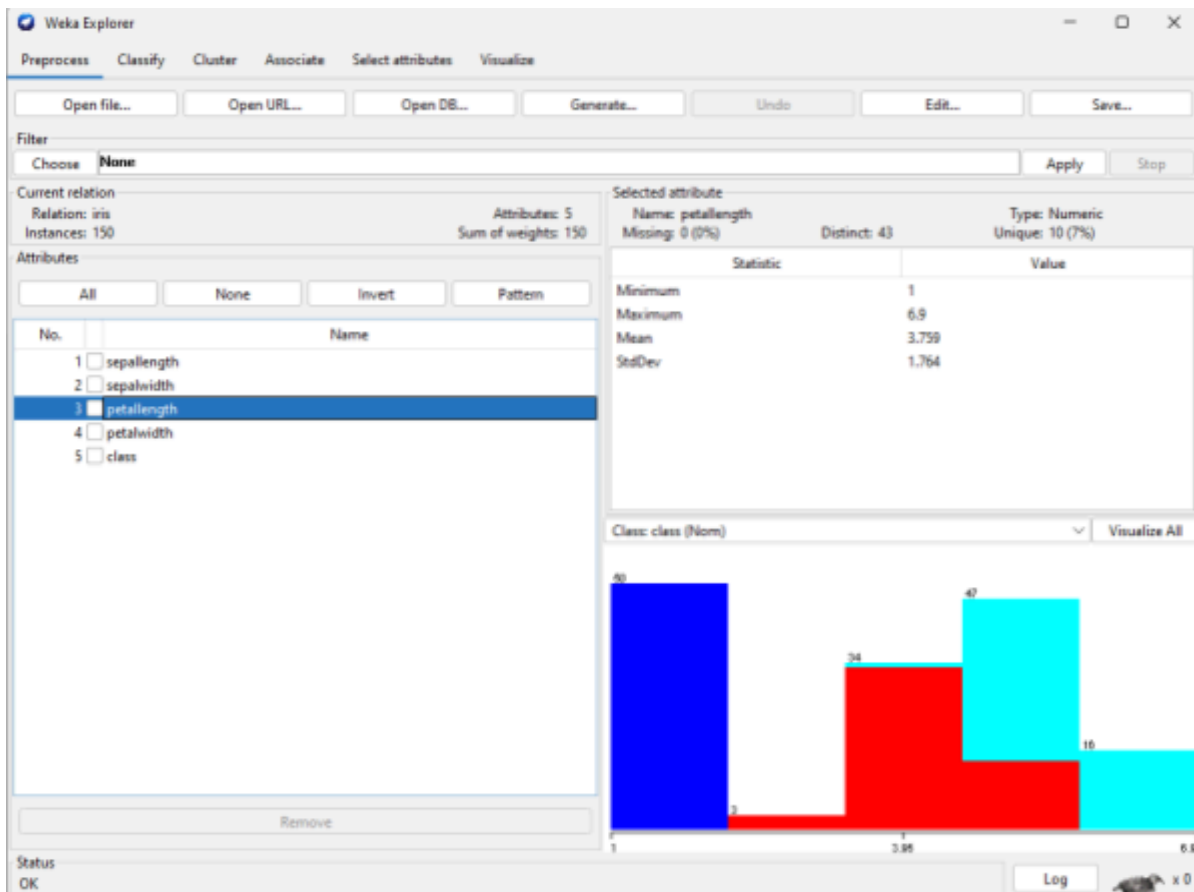 Weka Explorer
Preprocess Classify Cluster Associate Select attributes Visualize
Open file... Open URL... Open DB... Generate... Undo Edit... Save...
Filter
Choose None Apply Stop
Current relation
Relation: iris Attributes: 5
Instances: 150 Sum of weights: 150
Attributes
All None Invert Pattern
No. Name
1 sepallength
2 sepalwidth
3 petallength
4 petalwidth
5 class
Remove
Selected attribute
Name: petallength Type: Numeric
Missing: 0 (0%) Distinct: 43 Unique: 10 (7%)
Statistic Value
Minimum 1
Maximum 6.9
Mean 3.759
StdDev 1.764
Class: class (Nom) Visualize All
50
3
34
47
16
1 3.95
Status
OK Log x 0